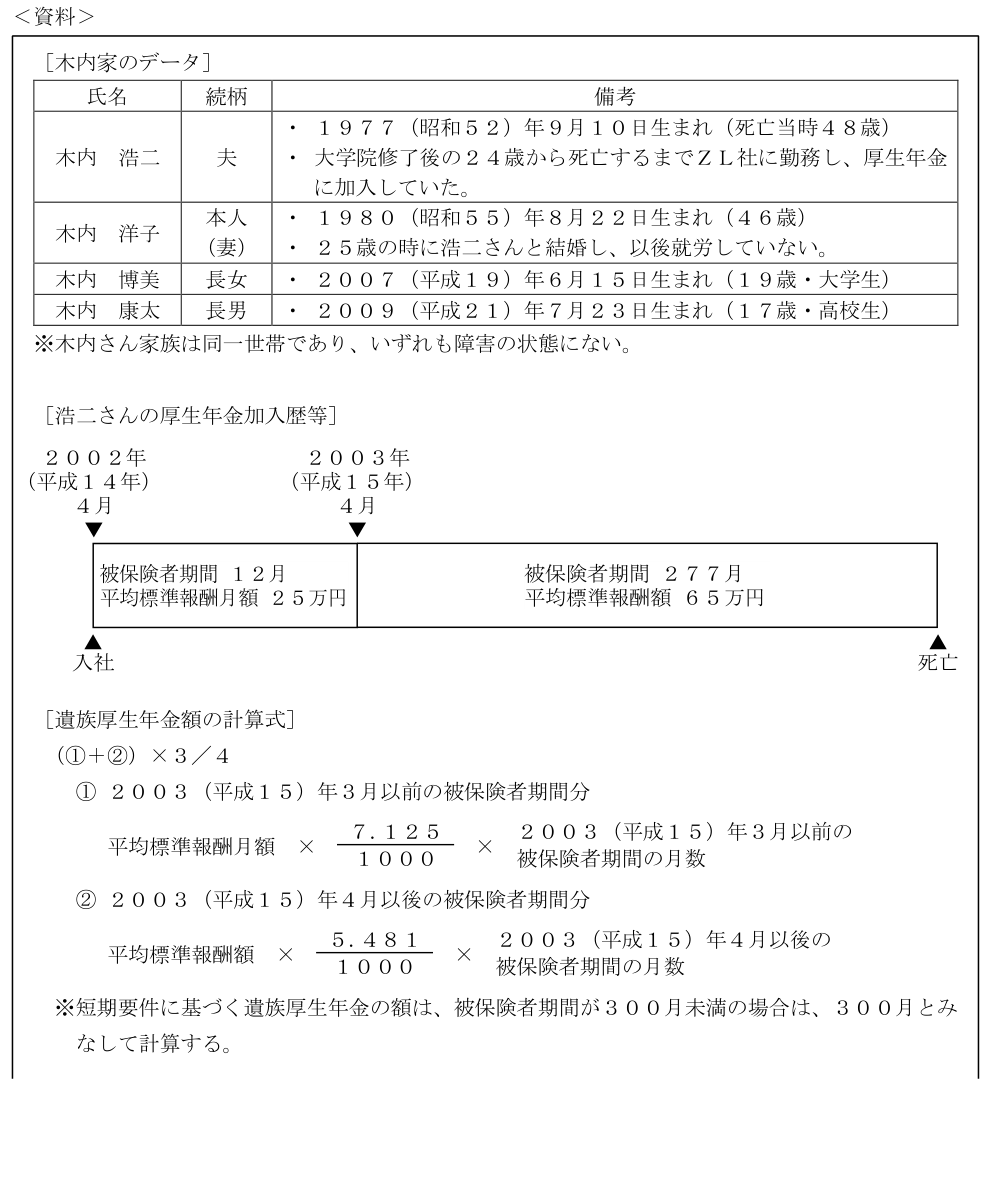 ＜資料＞
［木内家のデータ］
氏名 続柄 備考
木内 浩二 夫
・ １９７７（昭和５２）年９月１０日生まれ（死亡当時４８歳）
・ 大学院修了後の２４歳から死亡するまでＺＬ社に勤務し、厚生年金
に加入していた。
木内 洋子 本人
（妻）
・ １９８０（昭和５５）年８月２２日生まれ（４６歳）
・ ２５歳の時に浩二さんと結婚し、以後就労していない。
木内 博美 長女 ・ ２００７（平成１９）年６月１５日生まれ（１９歳・大学生）
木内 康太 長男 ・ ２００９（平成２１）年７月２３日生まれ（１７歳・高校生）
※木内さん家族は同一世帯であり、いずれも障害の状態にない。
［浩二さんの厚生年金加入歴等］
２００２年
（平成１４年）
４月
２００３年
（平成１５年）
４月
被保険者期間 １２月
平均標準報酬月額 ２５万円
被保険者期間 ２７７月
平均標準報酬額 ６５万円
入社
死亡
［遺族厚生年金額の計算式］
（①＋②）×３／４
① ２００３（平成１５）年３月以前の被保険者期間分
平均標準報酬月額 × ７.１２５／１０００ × ２００３（平成１５）年３月以前の
被保険者期間の月数
② ２００３（平成１５）年４月以後の被保険者期間分
平均標準報酬額 × ５.４８１／１０００ × ２００３（平成１５）年４月以後の
被保険者期間の月数
※短期要件に基づく遺族厚生年金の額は、被保険者期間が３００月未満の場合は、３００月とみ
なして計算する。